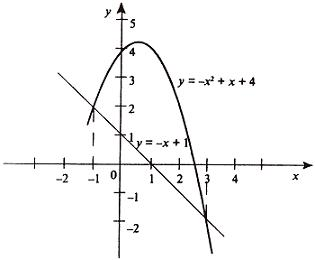 y
5
4
y = –x² + x + 4
3
2
1
y = –x + 1
–2 –1 0 1 2 3 4 x
–1
–2